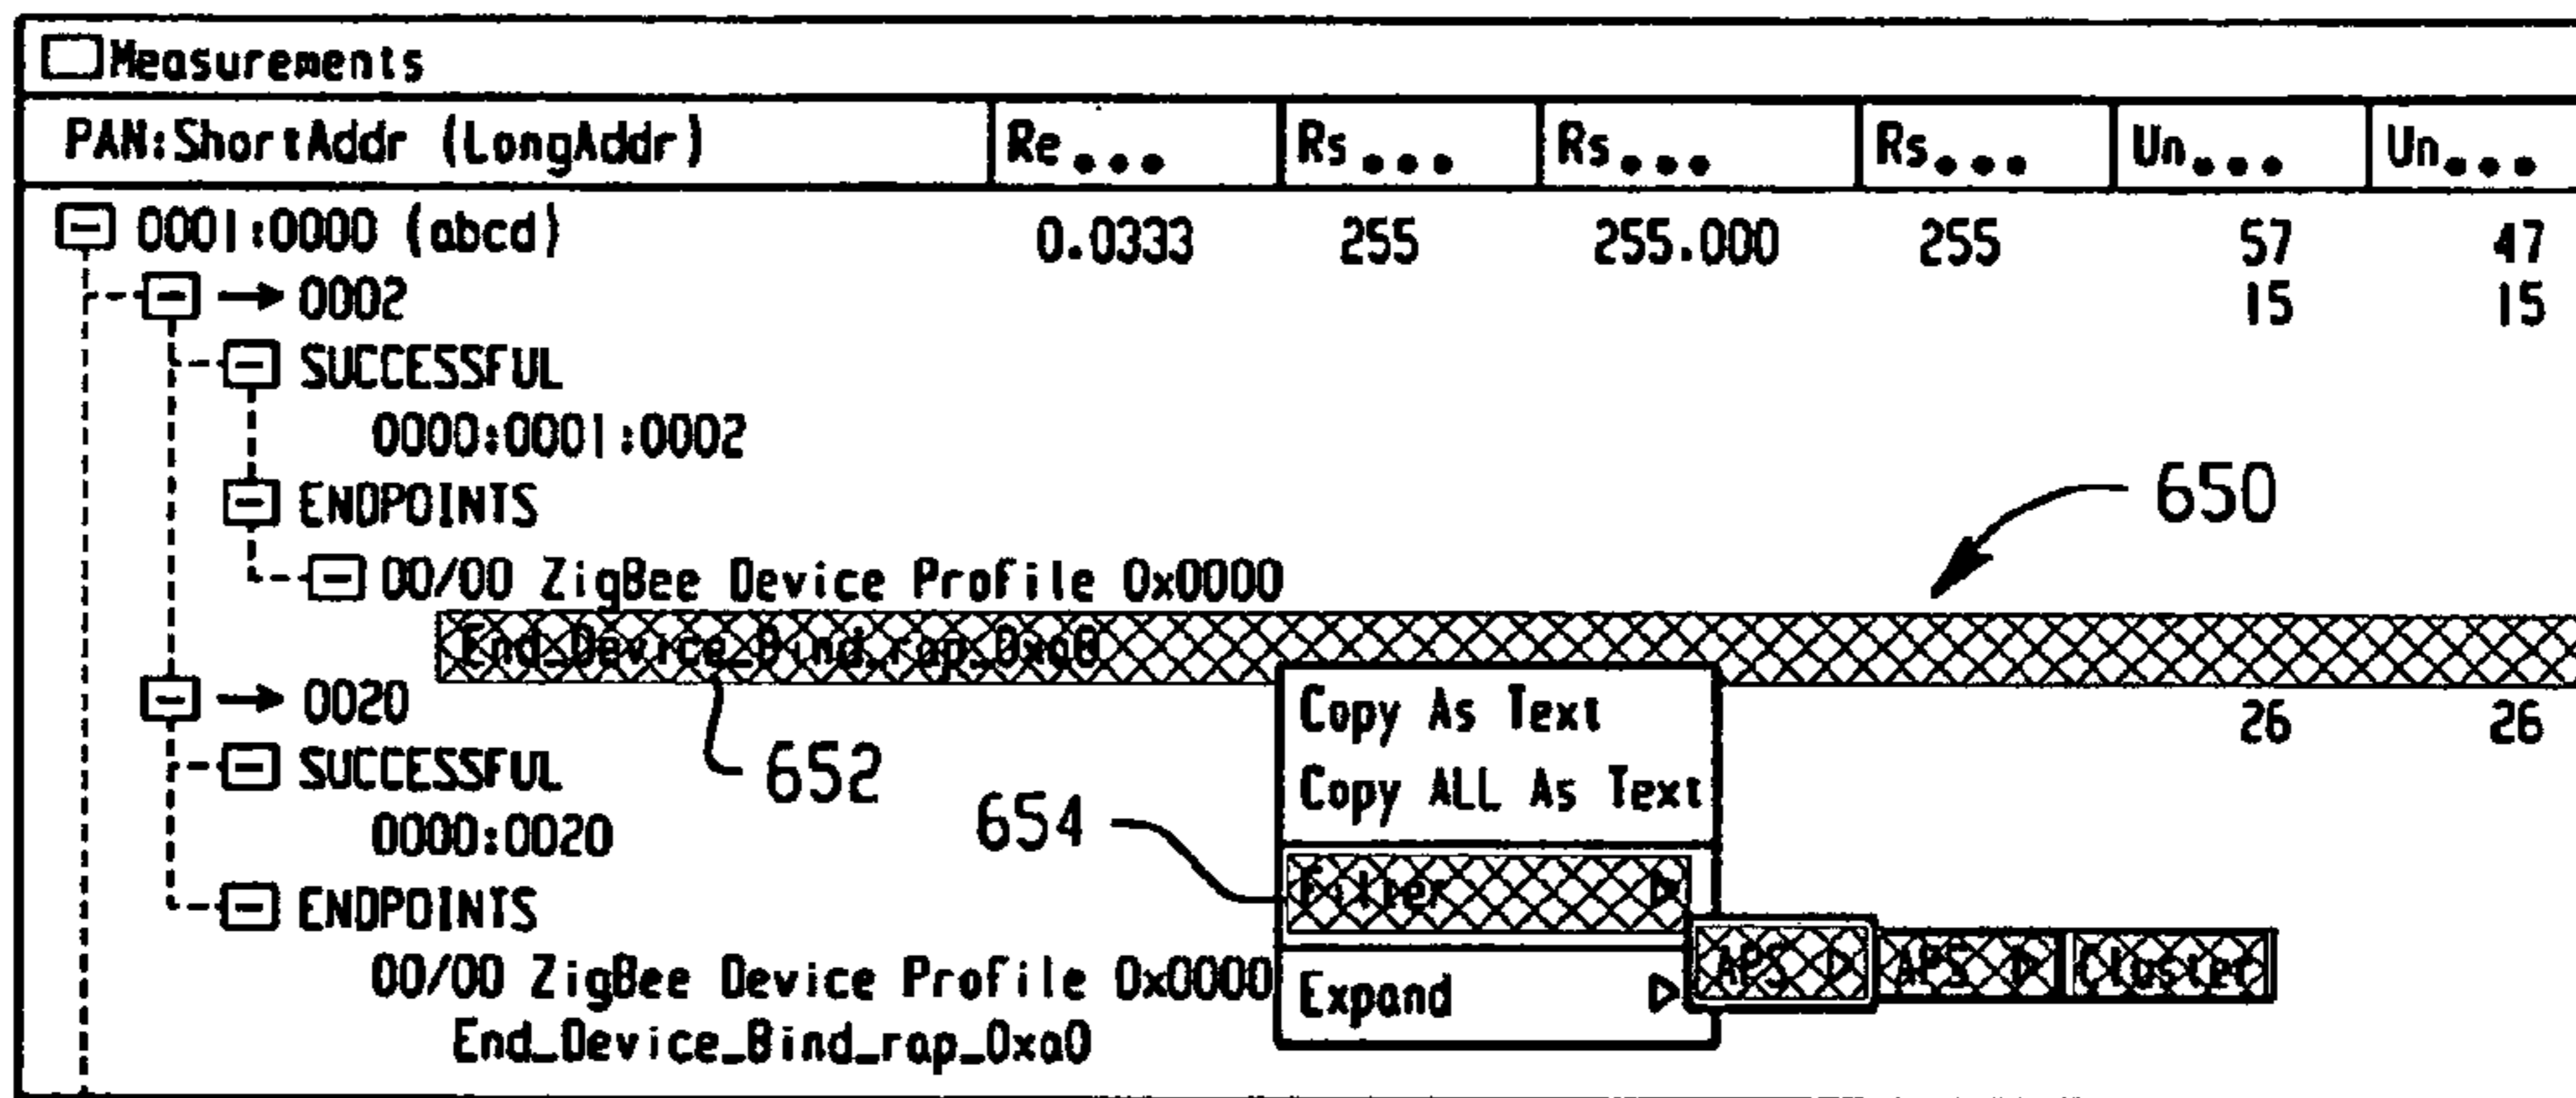 Measurements
PAN:ShortAddr (LongAddr) Re... Rs... Rs... Rs... Un... Un...
0001:0000 (abcd) 0.0333 255 255.000 255 57 47
→ 0002 15 15
SUCCESSFUL
0000:0001:0002
ENDPOINTS
650
00/00 ZigBee Device Profile 0x0000
End_Device_Bind_rap_0xa0
→ 0020 26 26
Copy As Text
652
SUCCESSFUL
Copy ALL As Text
654
0000:0020
Filter
ENDPOINTS
APS APS Cluster
00/00 ZigBee Device Profile 0x0000
Expand
End_Device_Bind_rap_0xa0